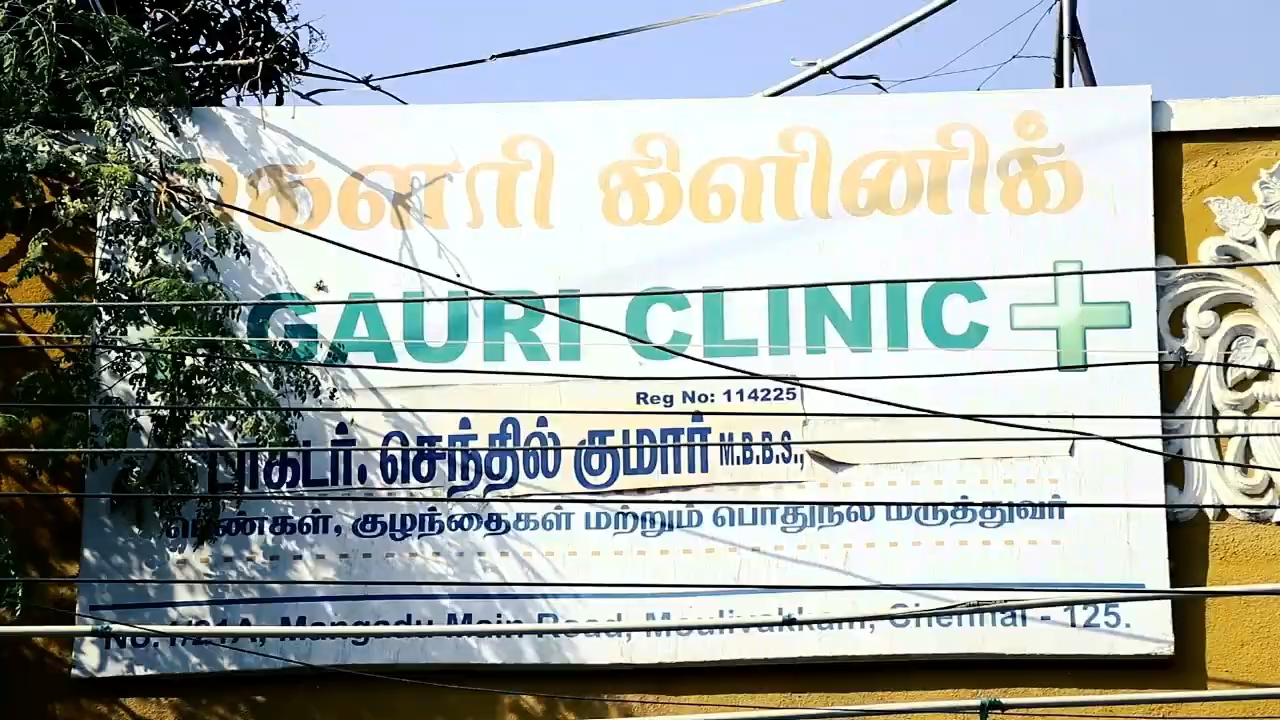 கௌரி கிளினிக்
GAURI CLINIC
Reg No: 114225
டாக்டர். செந்தில் குமார் M.B.B.S.,
பெண்கள், குழந்தைகள் மற்றும் பொதுநல மருத்துவர்
No.1/21A, Mangadu Main Road, Moulivakkam, Chennai - 125.